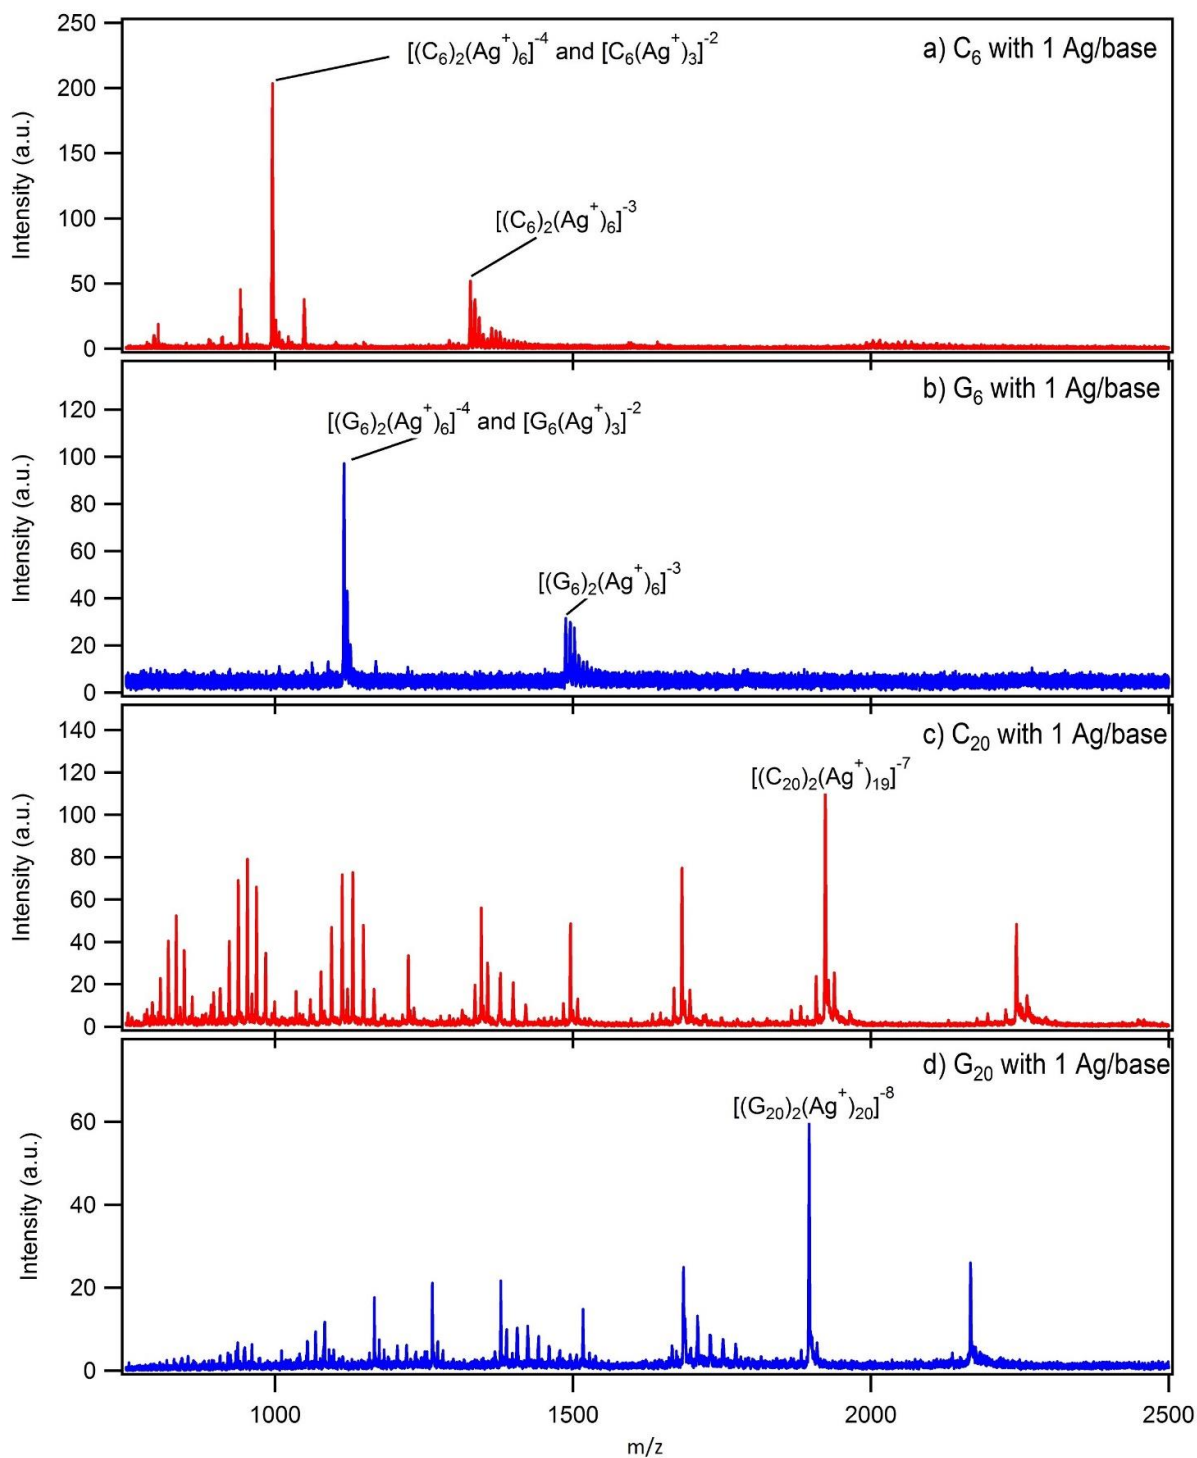 250
200
150
100
50
0
Intensity (a.u.)
[(C₆)₂(Ag⁺)₆]⁻⁴ and [C₆(Ag⁺)₃]⁻²
a) C₆ with 1 Ag/base
[(C₆)₂(Ag⁺)₆]⁻³
120
100
80
60
40
20
0
Intensity (a.u.)
b) G₆ with 1 Ag/base
[(G₆)₂(Ag⁺)₆]⁻⁴ and [G₆(Ag⁺)₃]⁻²
[(G₆)₂(Ag⁺)₆]⁻³
140
120
100
80
60
40
20
0
Intensity (a.u.)
c) C₂₀ with 1 Ag/base
[(C₂₀)₂(Ag⁺)₁₉]⁻⁷
60
40
20
0
Intensity (a.u.)
d) G₂₀ with 1 Ag/base
[(G₂₀)₂(Ag⁺)₂₀]⁻⁸
1000 1500 2000 2500
m/z